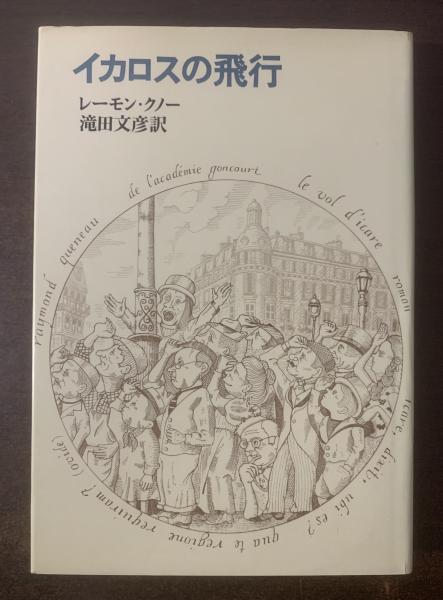 イカロスの飛行
レーモン・クノー
滝田文彦訳
raymond queneau de l'académie goncourt le vol d'icare roman
icare, dixit, ubi es? qua te regione requiram? (ovide)